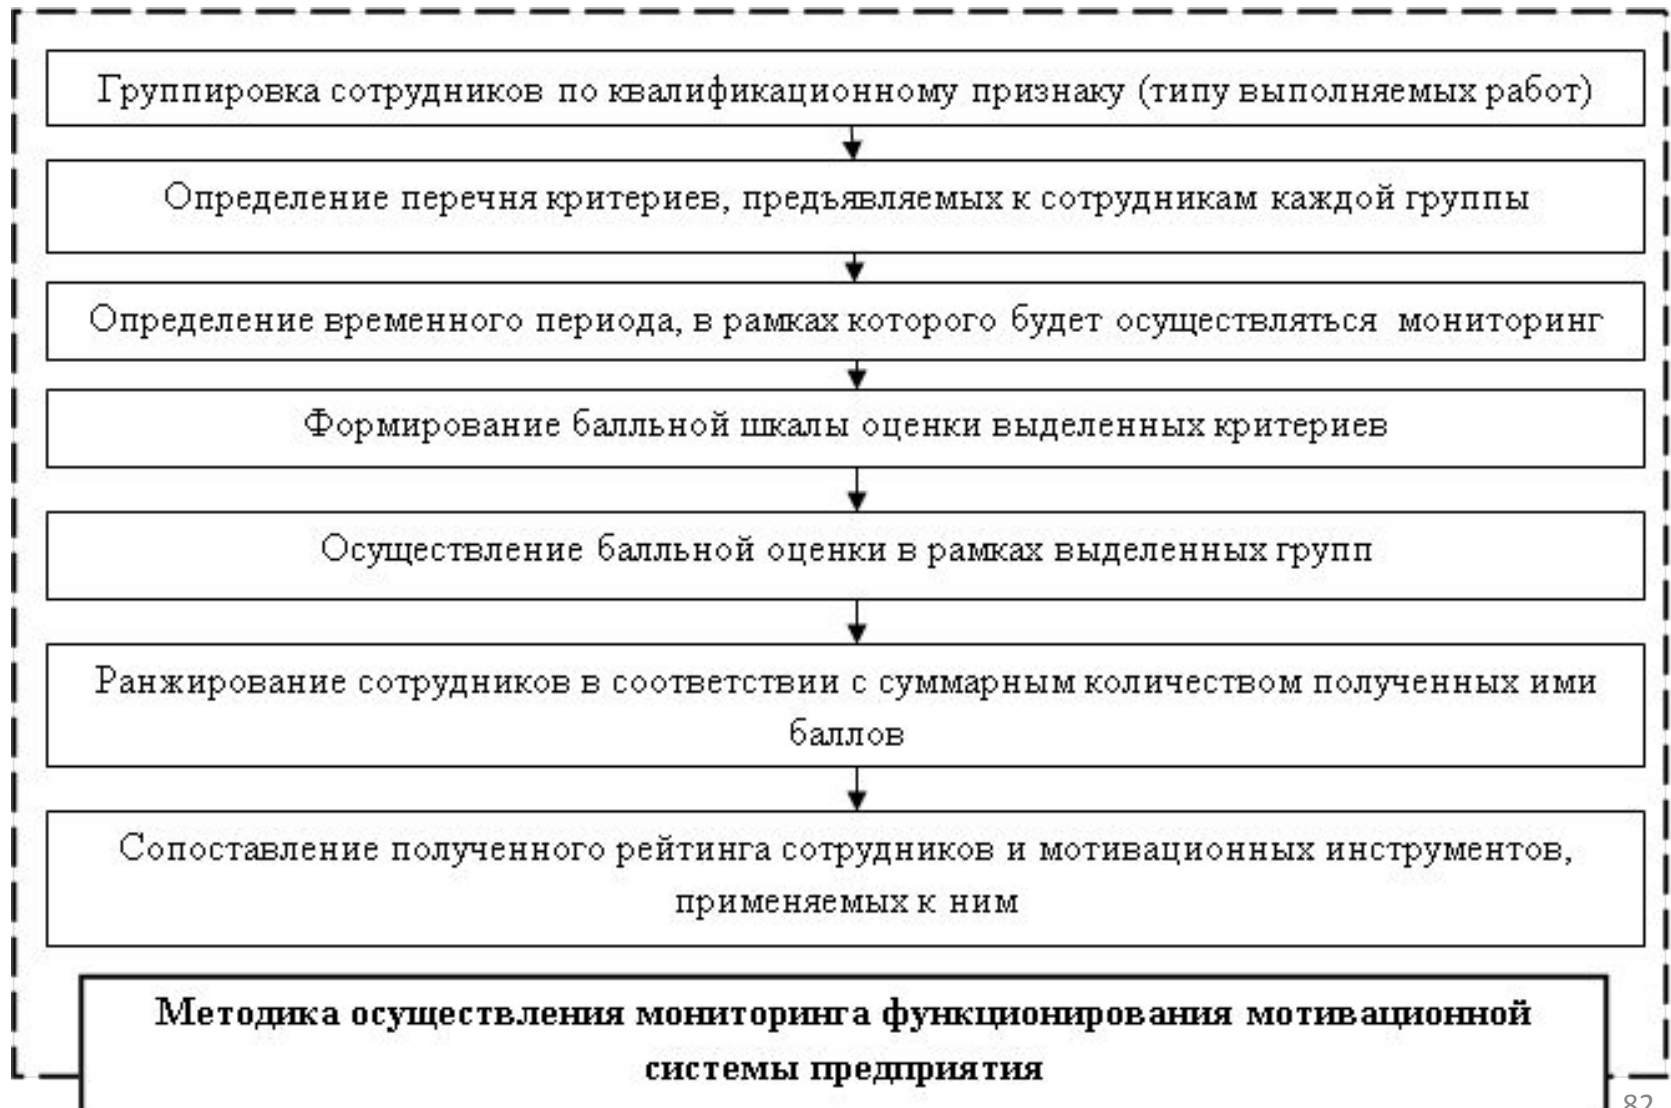 Группировка сотрудников по квалификационному признаку (типу выполняемых работ)
Определение перечня критериев, предъявляемых к сотрудникам каждой группы
Определение временного периода, в рамках которого будет осуществляться мониторинг
Формирование балльной шкалы оценки выделенных критериев
Осуществление балльной оценки в рамках выделенных групп
Ранжирование сотрудников в соответствии с суммарным количеством полученных ими
баллов
Сопоставление полученного рейтинга сотрудников и мотивационных инструментов,
применяемых к ним
Методика осуществления мониторинга функционирования мотивационной
системы предприятия
82